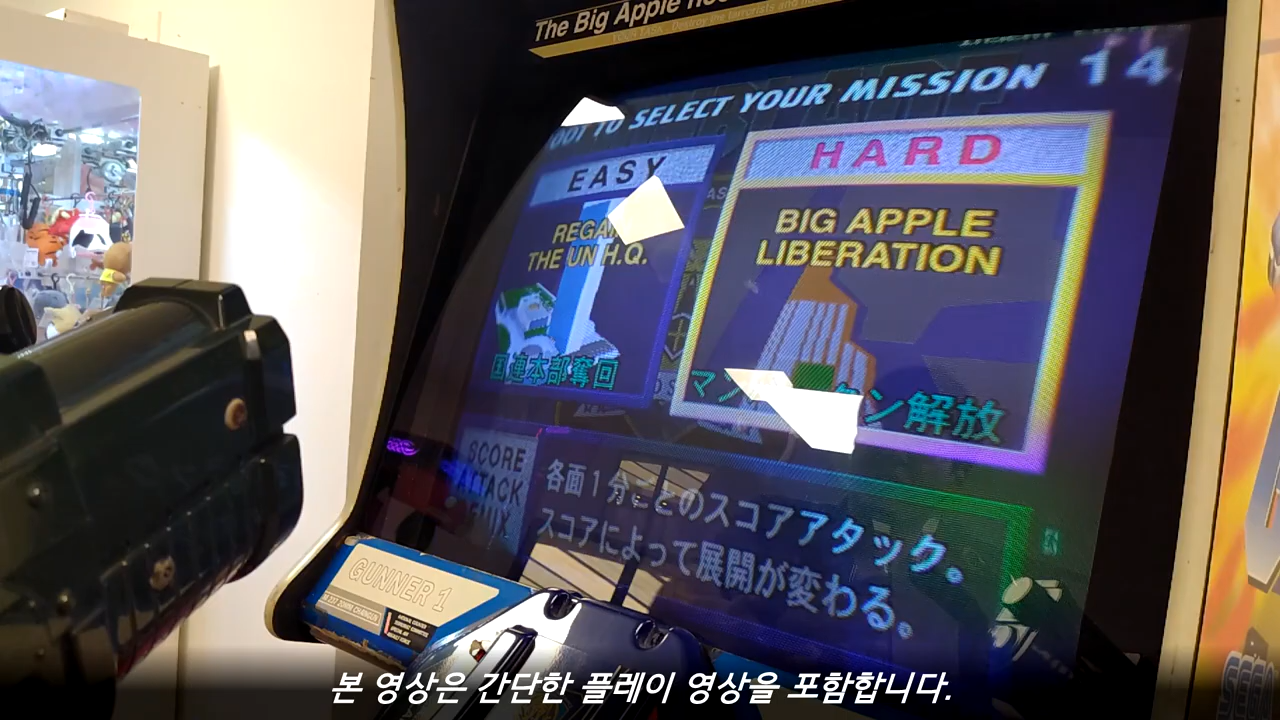 The Big Apple
SELECT YOUR MISSION 14
EASY
REGAIN
THE UN H.Q.
国連本部奪回
HARD
BIG APPLE
LIBERATION
解放
SCORE
ATTACK
各面1分ごとのスコアアタック。
スコアによって展開が変わる。
GUNNER 1
SEGA
본 영상은 간단한 플레이 영상을 포함합니다.